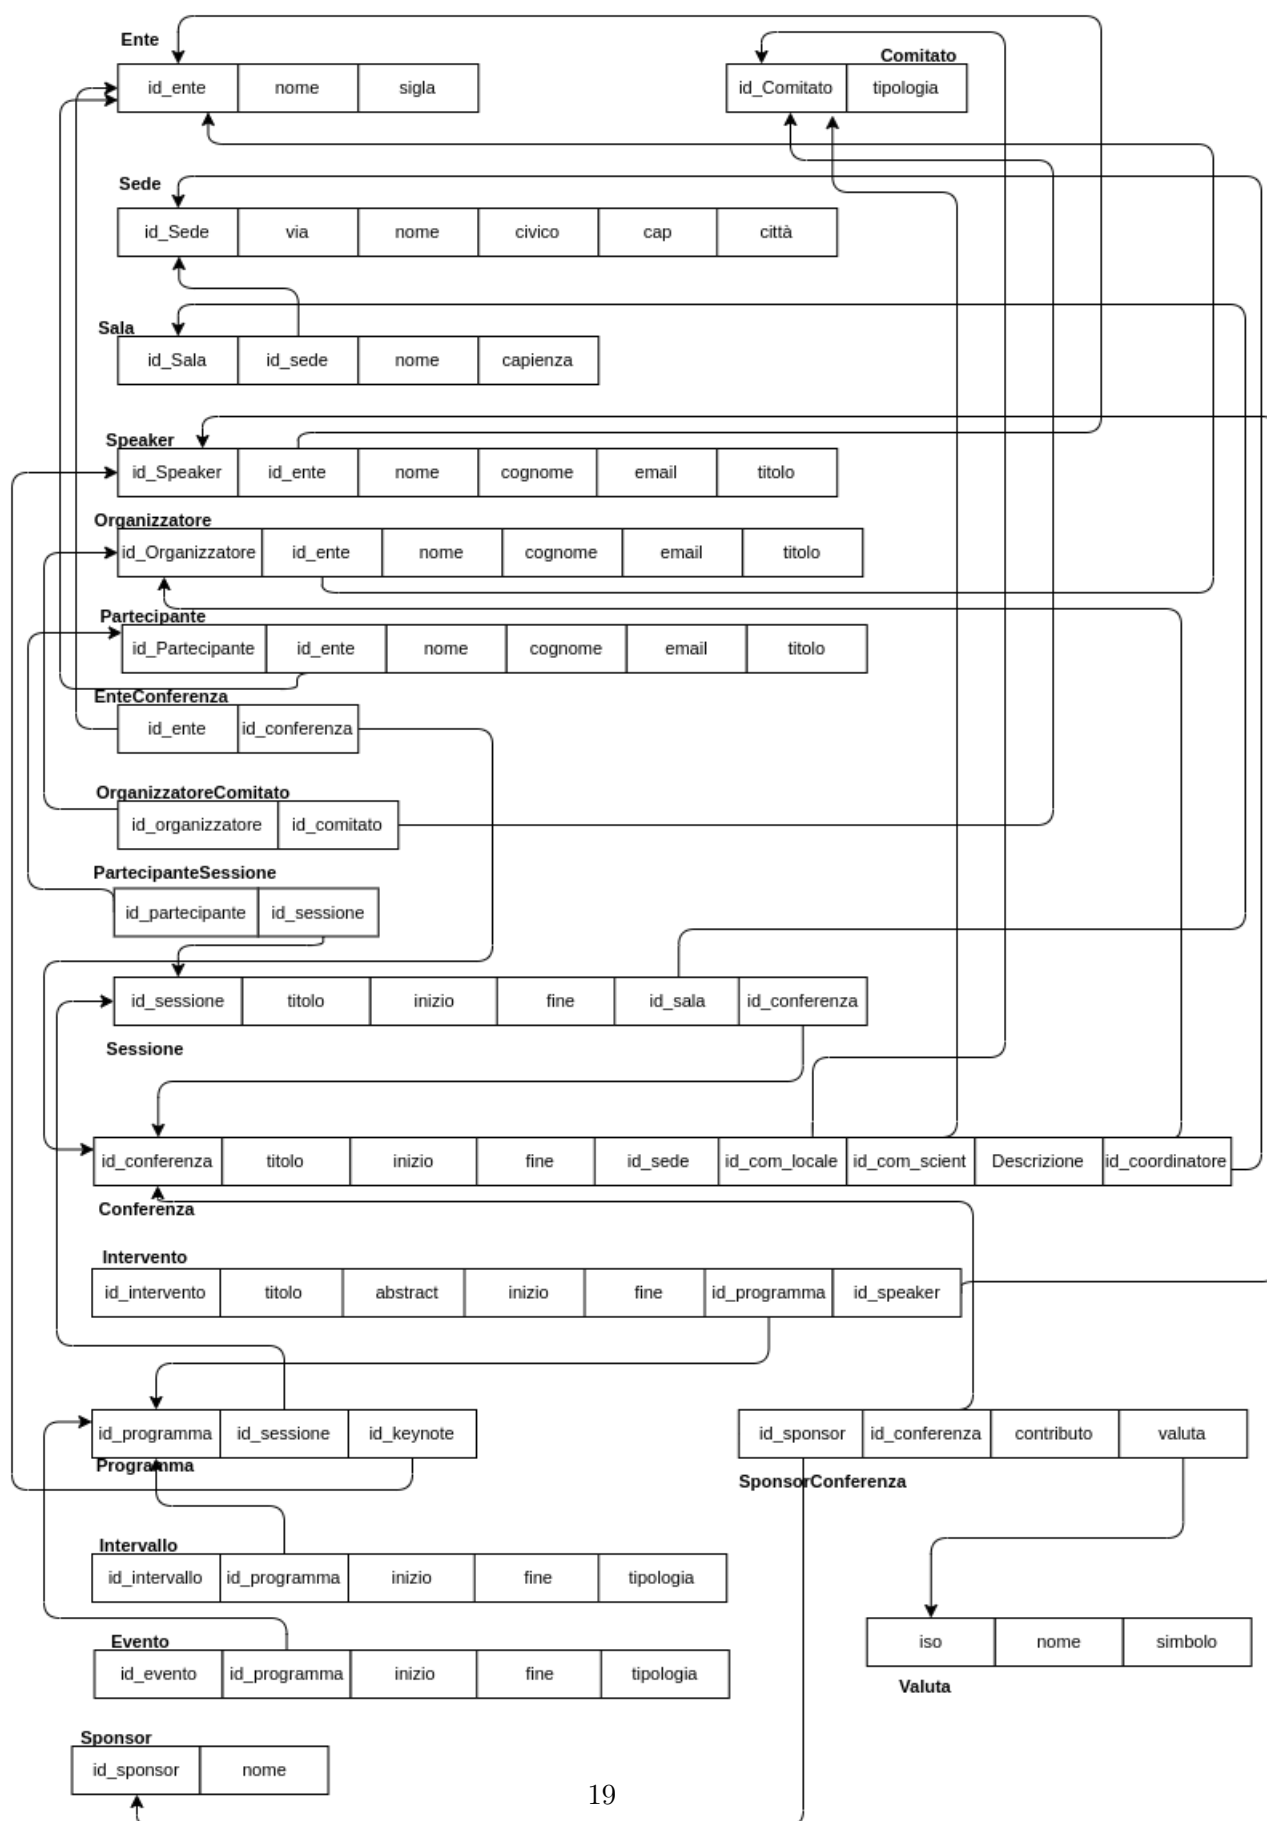 Ente
Comitato
id_ente nome sigla
id_Comitato tipologia
Sede
id_Sede via nome civico cap città
Sala
id_Sala id_sede nome capienza
Speaker
id_Speaker id_ente nome cognome email titolo
Organizzatore
id_Organizzatore id_ente nome cognome email titolo
Partecipante
id_Partecipante id_ente nome cognome email titolo
EnteConferenza
id_ente id_conferenza
OrganizzatoreComitato
id_organizzatore id_comitato
PartecipanteSessione
id_partecipante id_sessione
id_sessione titolo inizio fine id_sala id_conferenza
Sessione
id_conferenza titolo inizio fine id_sede id_com_locale id_com_scient Descrizione id_coordinatore
Conferenza
Intervento
id_intervento titolo abstract inizio fine id_programma id_speaker
id_programma id_sessione id_keynote
Programma
id_sponsor id_conferenza contributo valuta
SponsorConferenza
Intervallo
id_intervallo id_programma inizio fine tipologia
iso nome simbolo
Valuta
Evento
id_evento id_programma inizio fine tipologia
Sponsor
id_sponsor nome
19